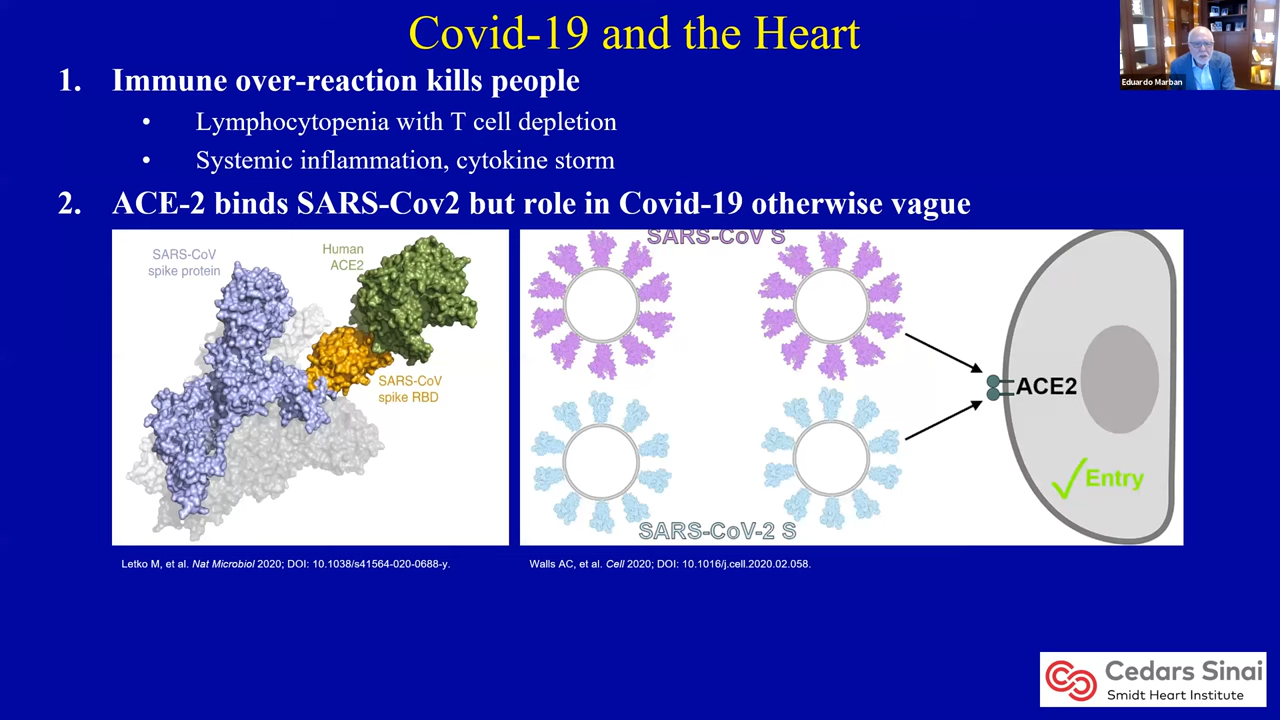 Covid-19 and the Heart
Eduardo Marban
1. Immune over-reaction kills people
• Lymphocytopenia with T cell depletion
• Systemic inflammation, cytokine storm
2. ACE-2 binds SARS-Cov2 but role in Covid-19 otherwise vague
SARS-CoV
spike protein
Human
ACE2
SARS-CoV
spike RBD
SARS-CoV S
ACE2
Entry
SARS-CoV-2 S
Letko M, et al. Nat Microbiol 2020; DOI: 10.1038/s41564-020-0688-y.
Walls AC, et al. Cell 2020; DOI: 10.1016/j.cell.2020.02.058.
Cedars Sinai
Smidt Heart Institute